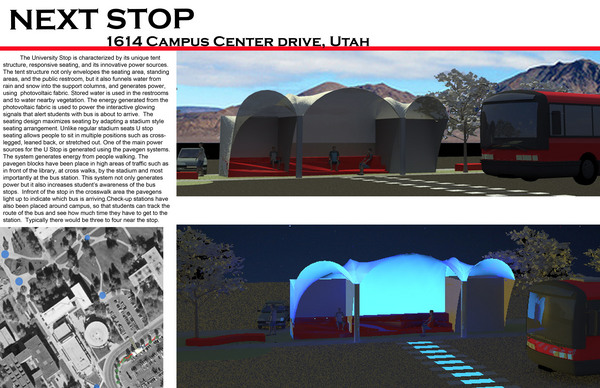 NEXT STOP
1614 Campus Center drive, Utah
The University Stop is characterized by its unique tent
structure, responsive seating, and its innovative power sources.
The tent structure not only envelopes the seating area, standing
areas, and the public restroom, but it also funnels water from
rain and snow into the support columns, and generates power,
using photovoltaic fabric. Stored water is used in the restrooms
and to water nearby vegetation. The energy generated from the
photovoltaic fabric is used to power the interactive glowing
signals that alert students with bus is about to arrive. The
seating design maximizes seating by adapting a stadium style
seating arrangement. Unlike regular stadium seats U stop
seating allows people to sit in multiple positions such as cross-
legged, leaned back, or stretched out. One of the main power
sources for the U Stop is generated using the pavegen systems.
The system generates energy from people walking. The
pavegen blocks have been place in high areas of traffic such as
in front of the library, at cross walks, by the stadium and most
importantly at the bus station. This system not only generates
power but it also increases student's awareness of the bus
stops. Infront of the stop in the crosswalk area the pavegens
light up to indicate which bus is arriving.Check-up stations have
also been placed around campus, so that students can track the
route of the bus and see how much time they have to get to the
station. Typically there would be three to four near the stop.